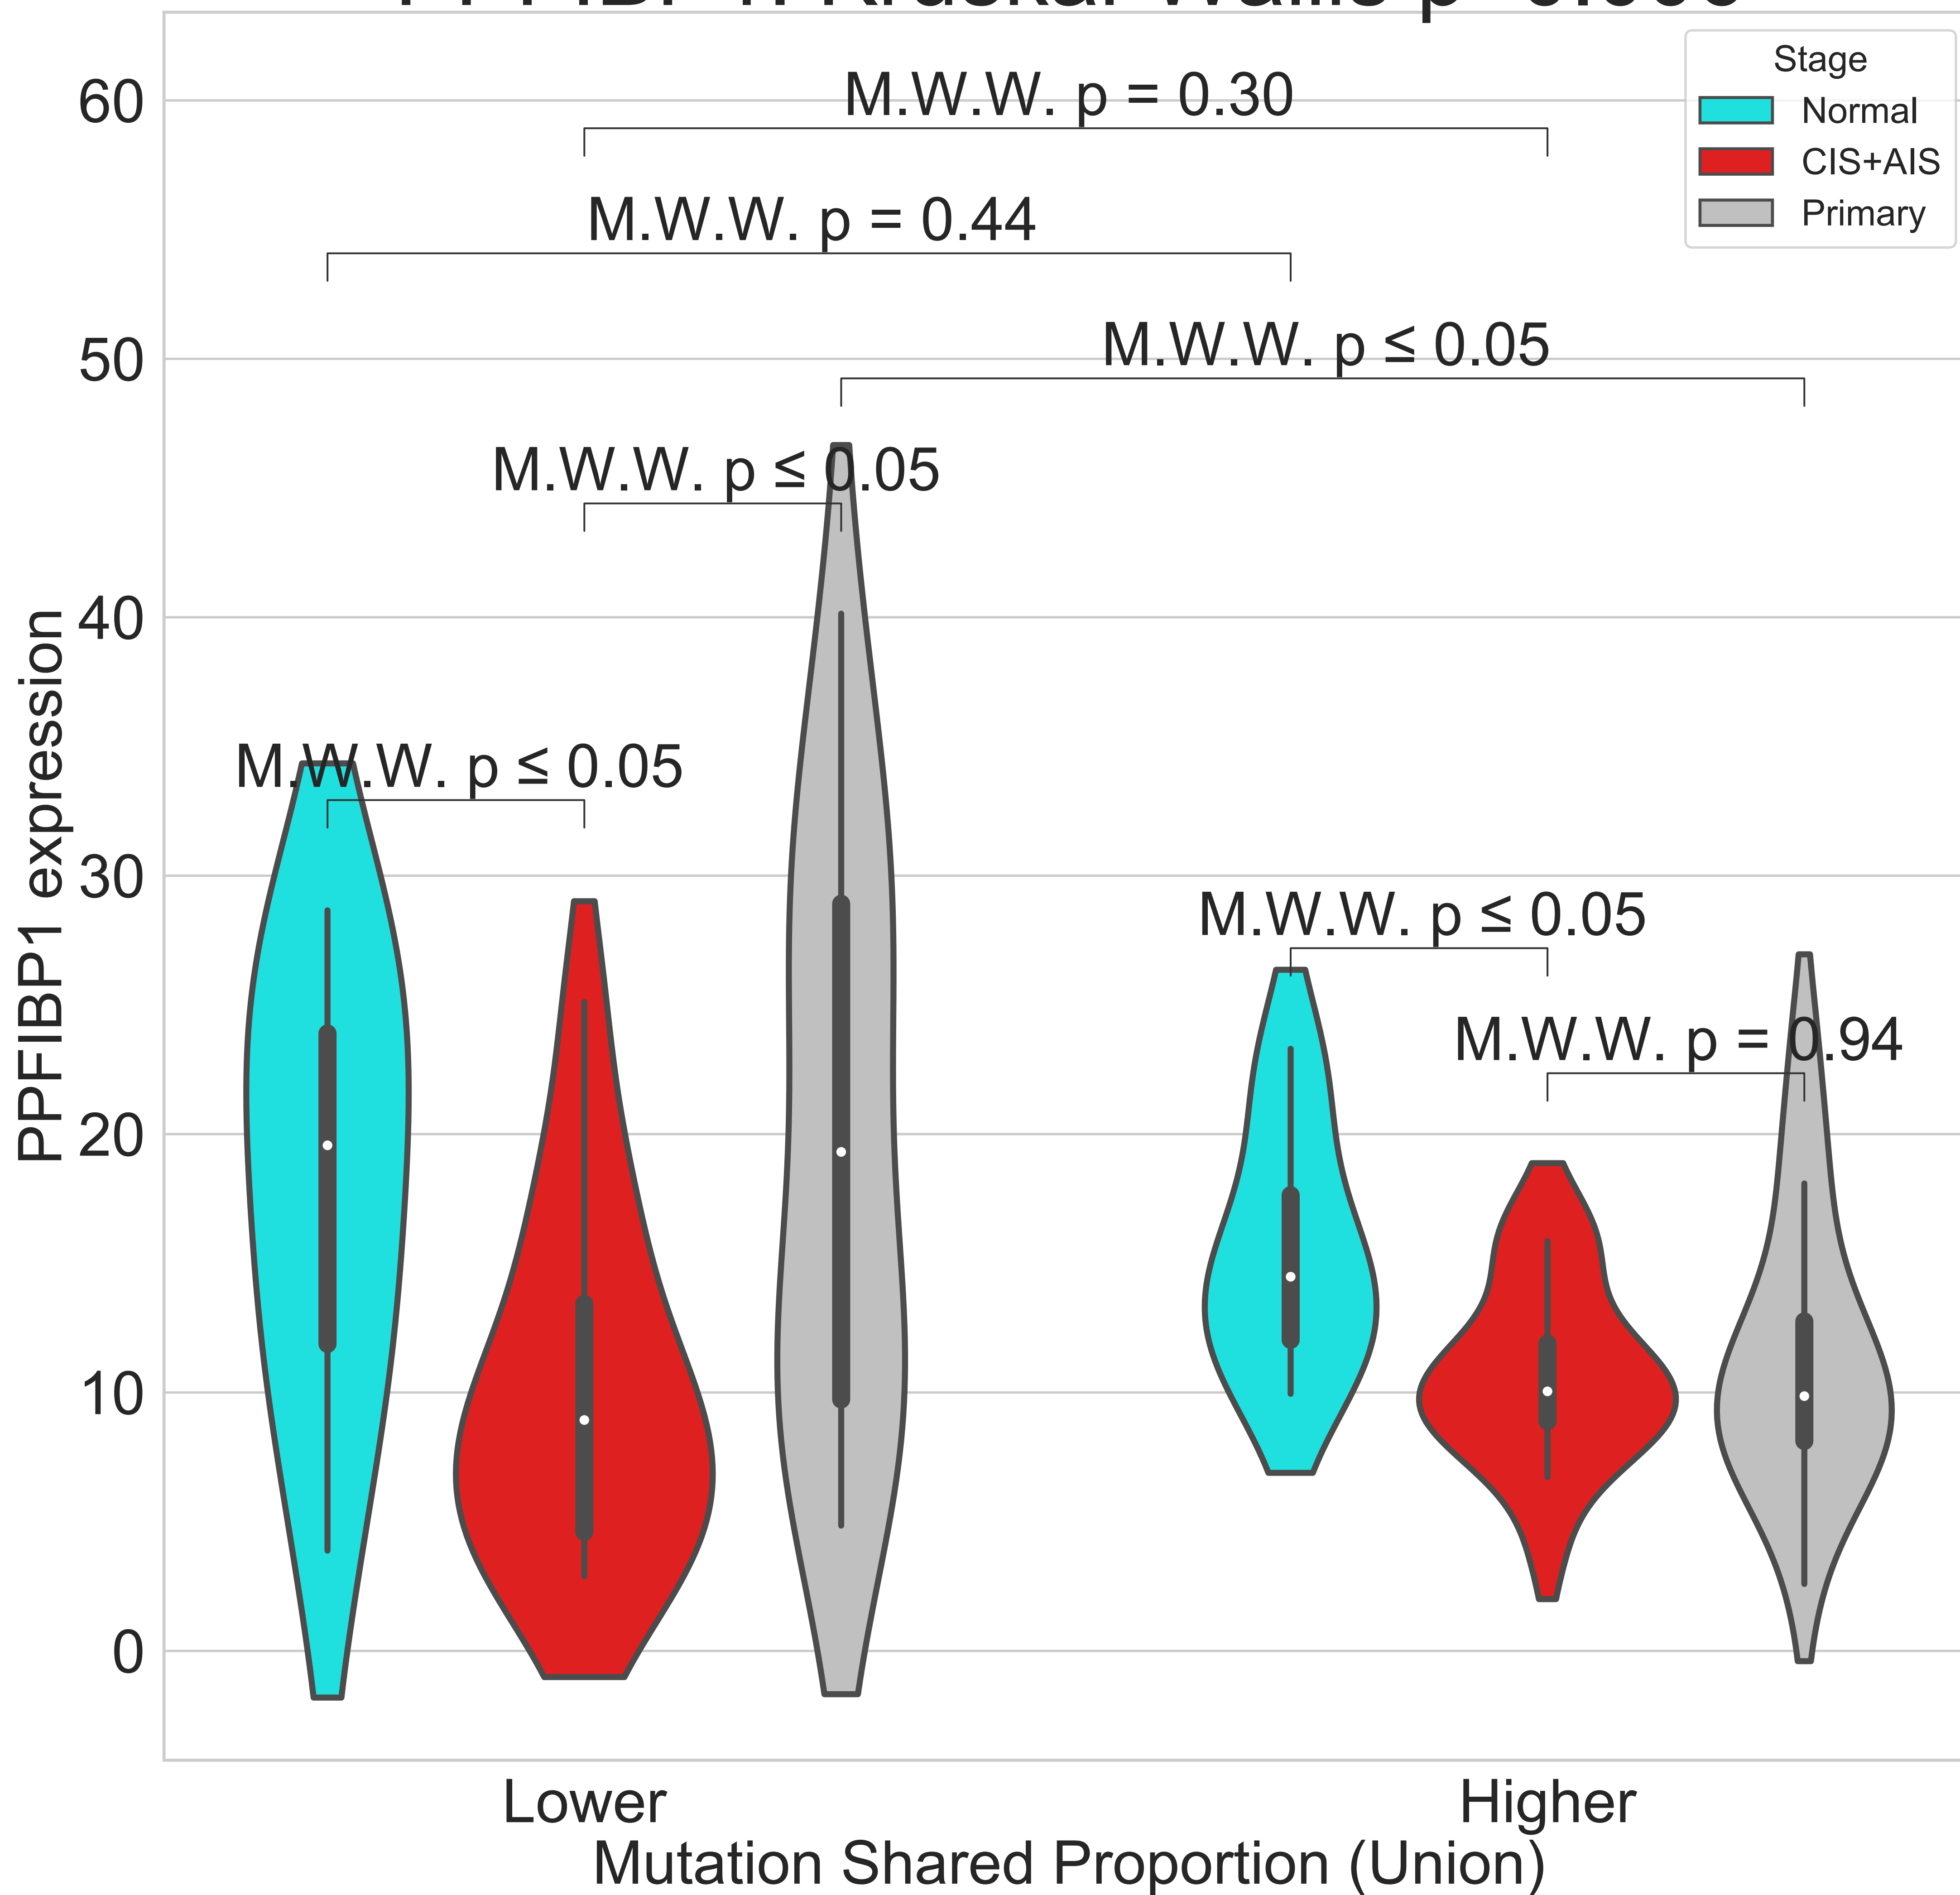 Stage
Normal
CIS+AIS
Primary
M.W.W. p = 0.30
M.W.W. p = 0.44
M.W.W. p ≤ 0.05
M.W.W. p ≤ 0.05
M.W.W. p ≤ 0.05
M.W.W. p ≤ 0.05
M.W.W. p = 0.94
60
50
40
30
20
10
0
PPFIBP1 expression
Lower
Higher
Mutation Shared Proportion (Union)